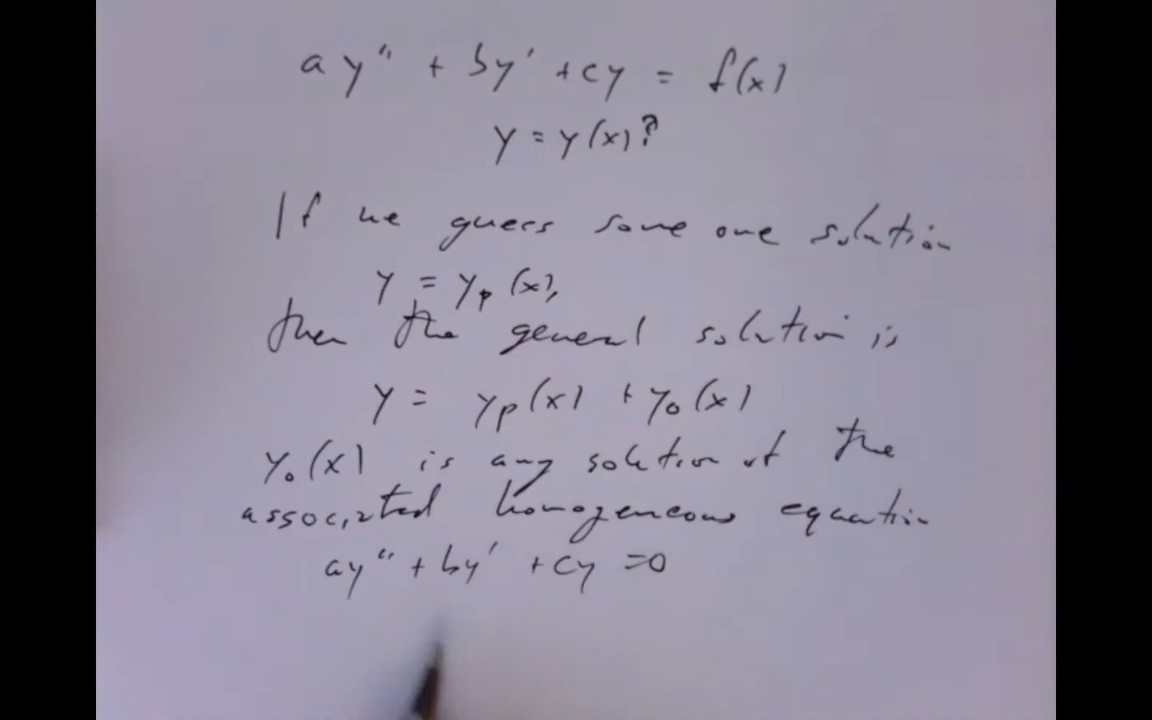 ay" + by' + cy = f(x)
y = y(x)?
If we guess some one solution
y = yp(x),
then the general solution is
y = yp(x) + y0(x)
y0(x) is any solution of the
associated homogeneous equation
ay" + by' + cy = 0